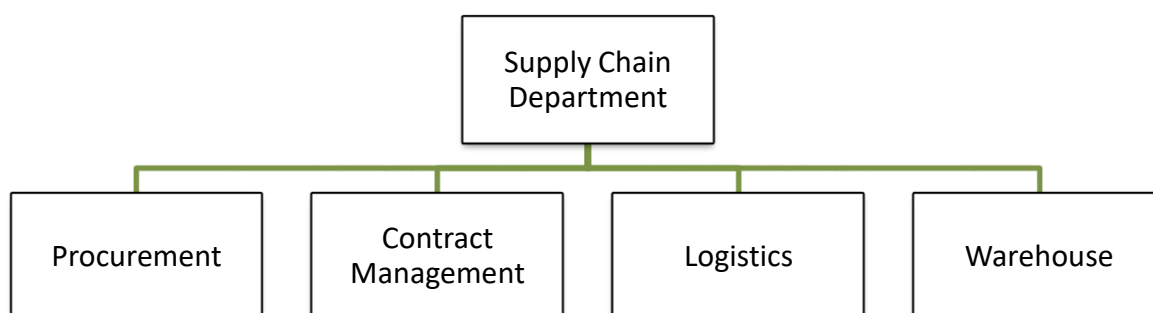 Supply Chain
Department
Procurement
Contract
Management
Logistics
Warehouse